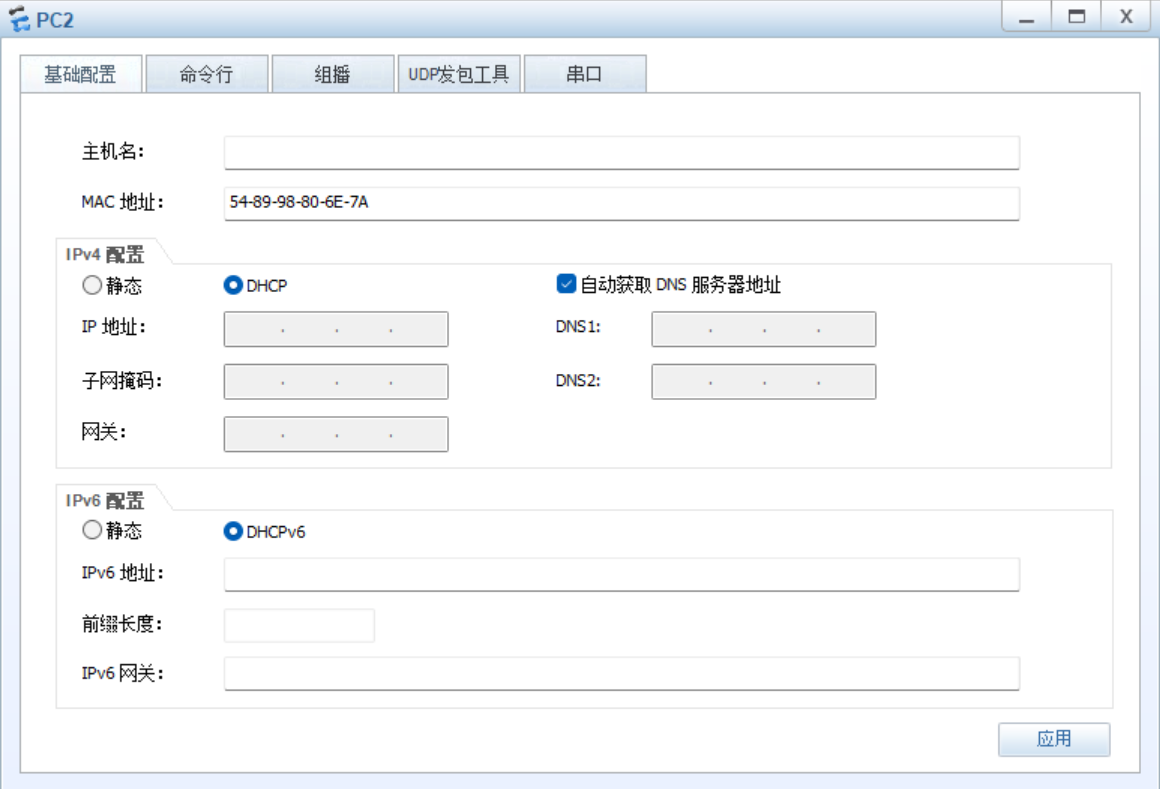 PC2
基础配置 命令行 组播 UDP发包工具 串口
主机名：
MAC 地址： 54-89-98-80-6E-7A
IPv4 配置
静态 DHCP 自动获取 DNS 服务器地址
IP 地址： . . . DNS1: . . .
子网掩码： . . . DNS2: . . .
网关： . . .
IPv6 配置
静态 DHCPv6
IPv6 地址：
前缀长度：
IPv6 网关：
应用